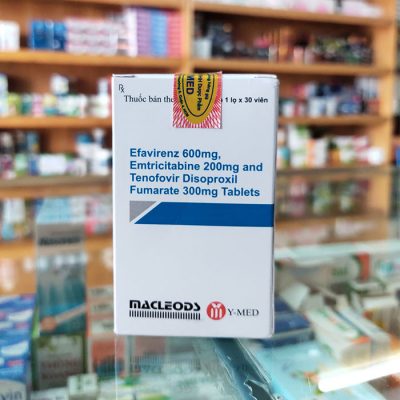 Rx
Thuốc bán the
1 lọ x 30 viên
MED
Efavirenz 600mg,
Emtricitabine 200mg and
Tenofovir Disoproxil
Fumarate 300mg Tablets
MACLEODS
Y-MED